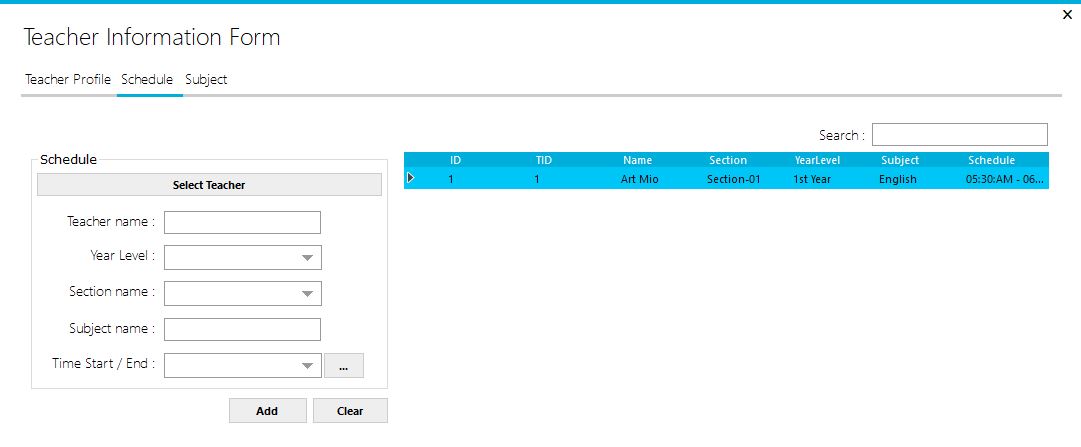 x
Teacher Information Form
Teacher Profile Schedule Subject
Search :
Schedule
Select Teacher
Teacher name :
Year Level :
Section name :
Subject name :
Time Start / End :
...
Add Clear
ID TID Name Section YearLevel Subject Schedule
1 1 Art Mio Section-01 1st Year English 05:30:AM - 06...